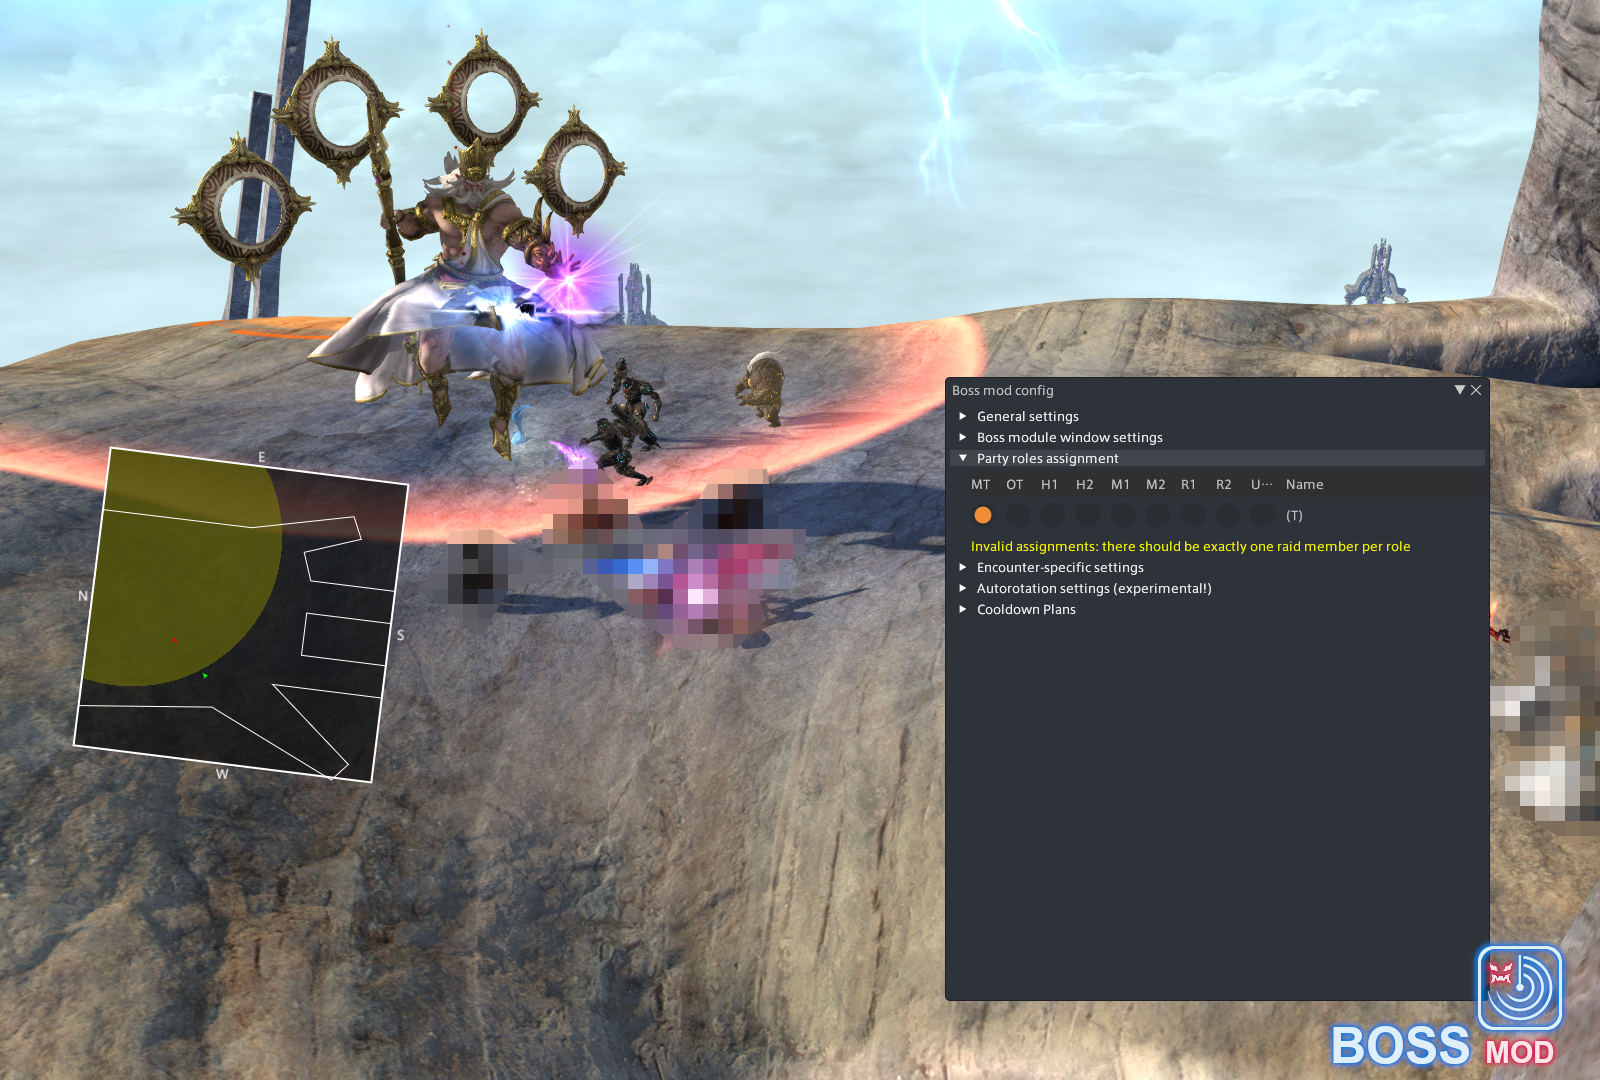 E
N
S
W
Boss mod config
General settings
Boss module window settings
Party roles assignment
MT OT H1 H2 M1 M2 R1 R2 U··· Name
(T)
Invalid assignments: there should be exactly one raid member per role
Encounter-specific settings
Autorotation settings (experimental!)
Cooldown Plans
BOSS
MOD